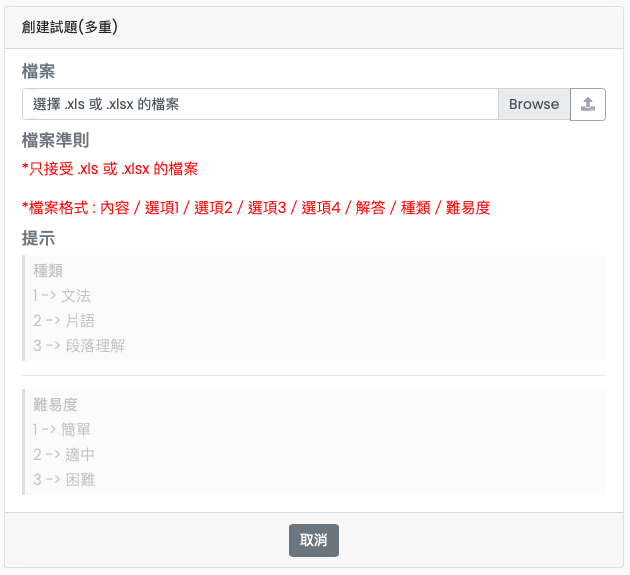 創建試題(多重)
檔案
選擇 .xls 或 .xlsx 的檔案 Browse
檔案準則
*只接受 .xls 或 .xlsx 的檔案
*檔案格式 : 內容 / 選項1 / 選項2 / 選項3 / 選項4 / 解答 / 種類 / 難易度
提示
種類
1 -> 文法
2 -> 片語
3 -> 段落理解
難易度
1 -> 簡單
2 -> 適中
3 -> 困難
取消